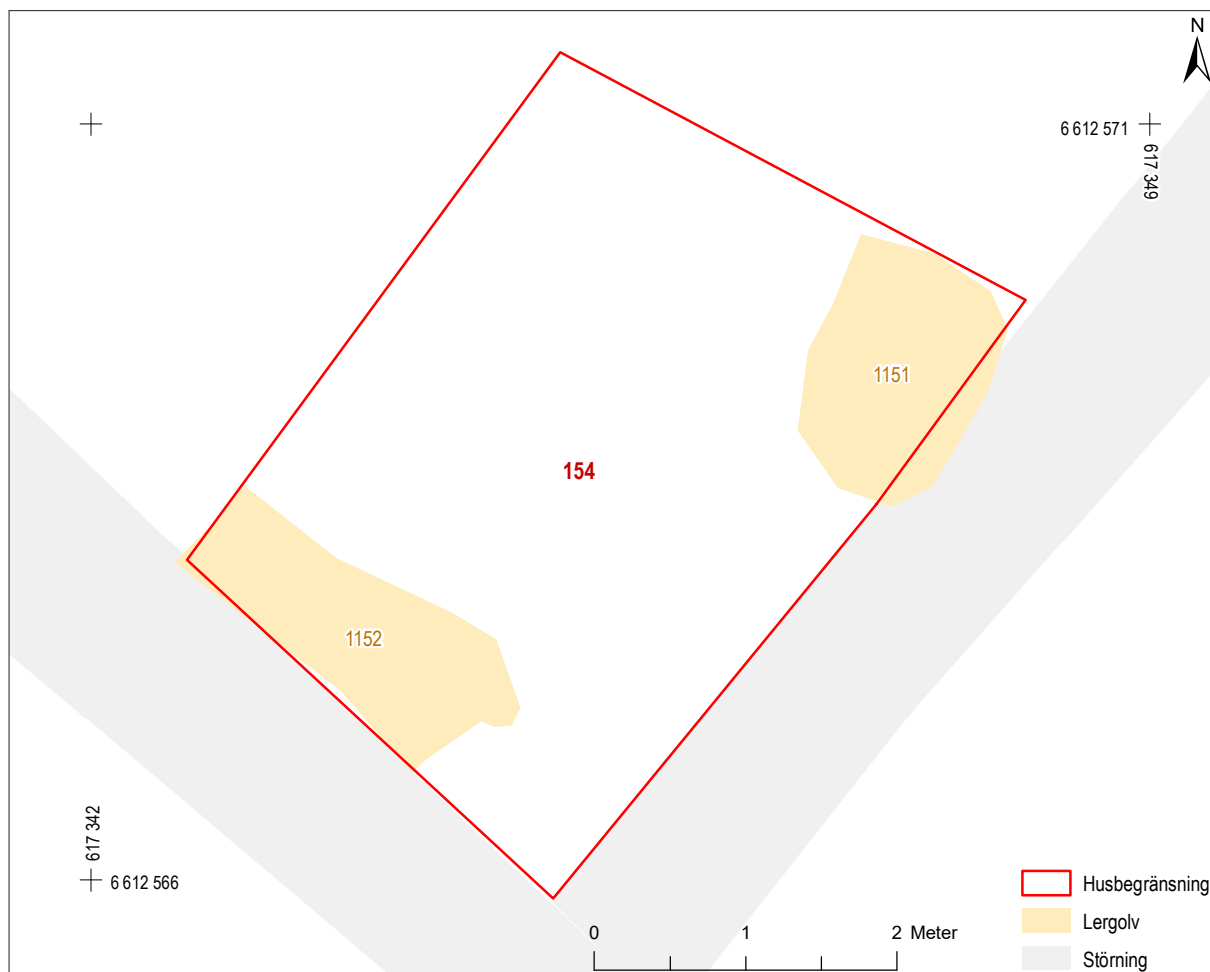 N
6 612 571
617 349
1151
154
1152
617 342
6 612 566
0 1 2 Meter
Husbegränsning
Lergolv
Störning